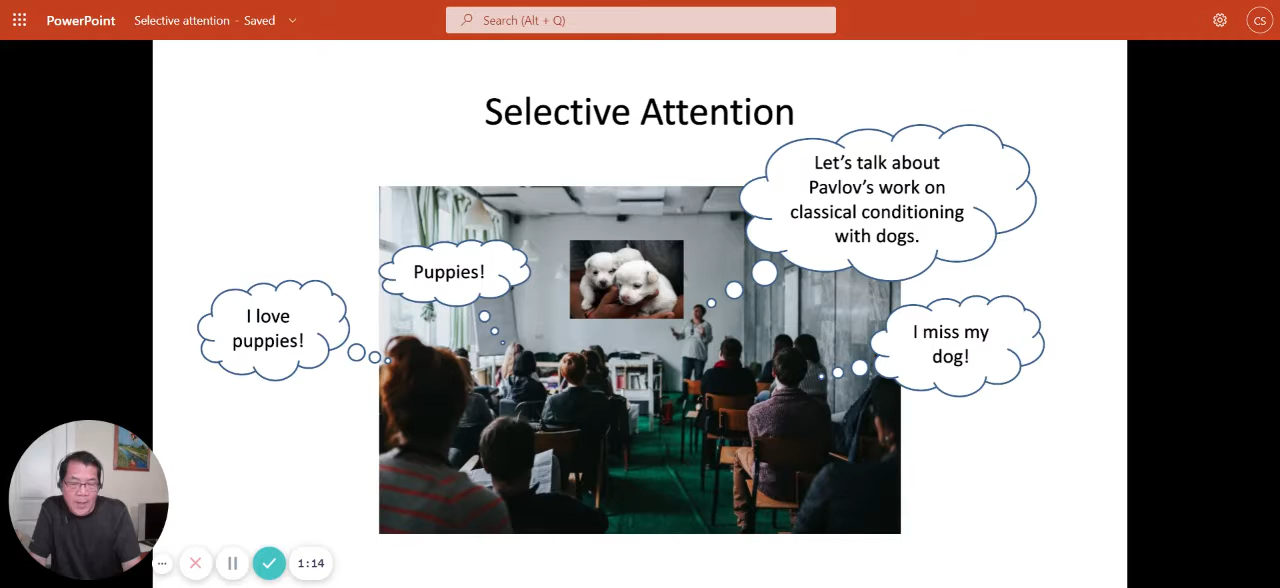 PowerPoint Selective attention - Saved Search (Alt + Q) CS
Selective Attention
Let's talk about
Pavlov's work on
classical conditioning
with dogs.
Puppies!
I love
puppies!
I miss my
dog!
1:14